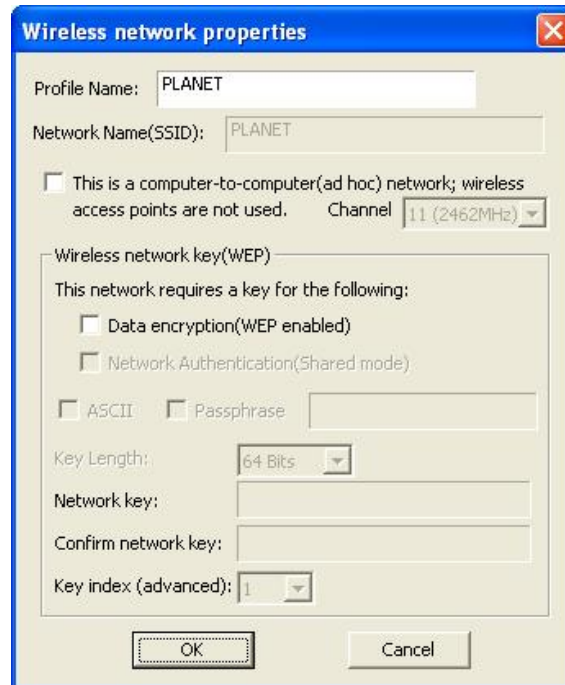 Wireless network properties
Profile Name: PLANET
Network Name(SSID): PLANET
This is a computer-to-computer(ad hoc) network; wireless
access points are not used. Channel 11 (2462MHz)
Wireless network key(WEP)
This network requires a key for the following:
Data encryption(WEP enabled)
Network Authentication(Shared mode)
ASCII Passphrase
Key Length: 64 Bits
Network key:
Confirm network key:
Key index (advanced): 1
OK Cancel